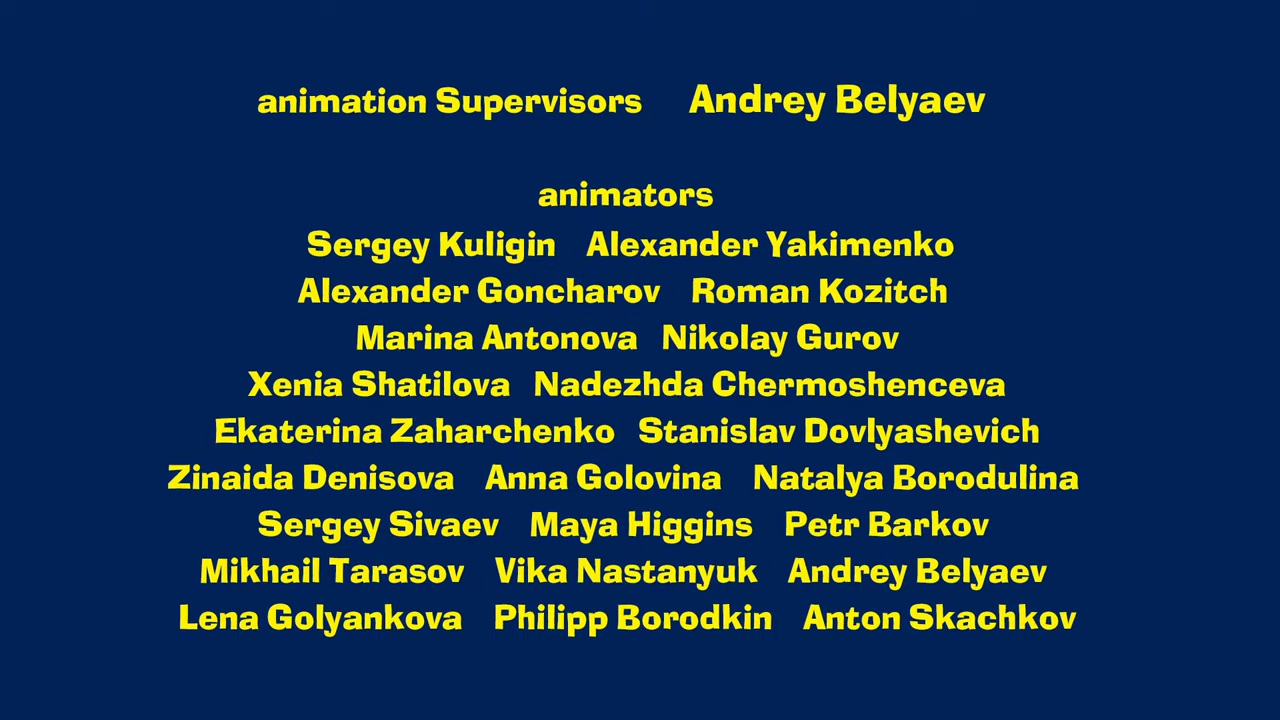 animation Supervisors Andrey Belyaev
animators
Sergey Kuligin Alexander Yakimenko
Alexander Goncharov Roman Kozitch
Marina Antonova Nikolay Gurov
Xenia Shatilova Nadezhda Chermoshenceva
Ekaterina Zaharchenko Stanislav Dovlyashevich
Zinaida Denisova Anna Golovina Natalya Borodulina
Sergey Sivaev Maya Higgins Petr Barkov
Mikhail Tarasov Vika Nastanyuk Andrey Belyaev
Lena Golyankova Philipp Borodkin Anton Skachkov